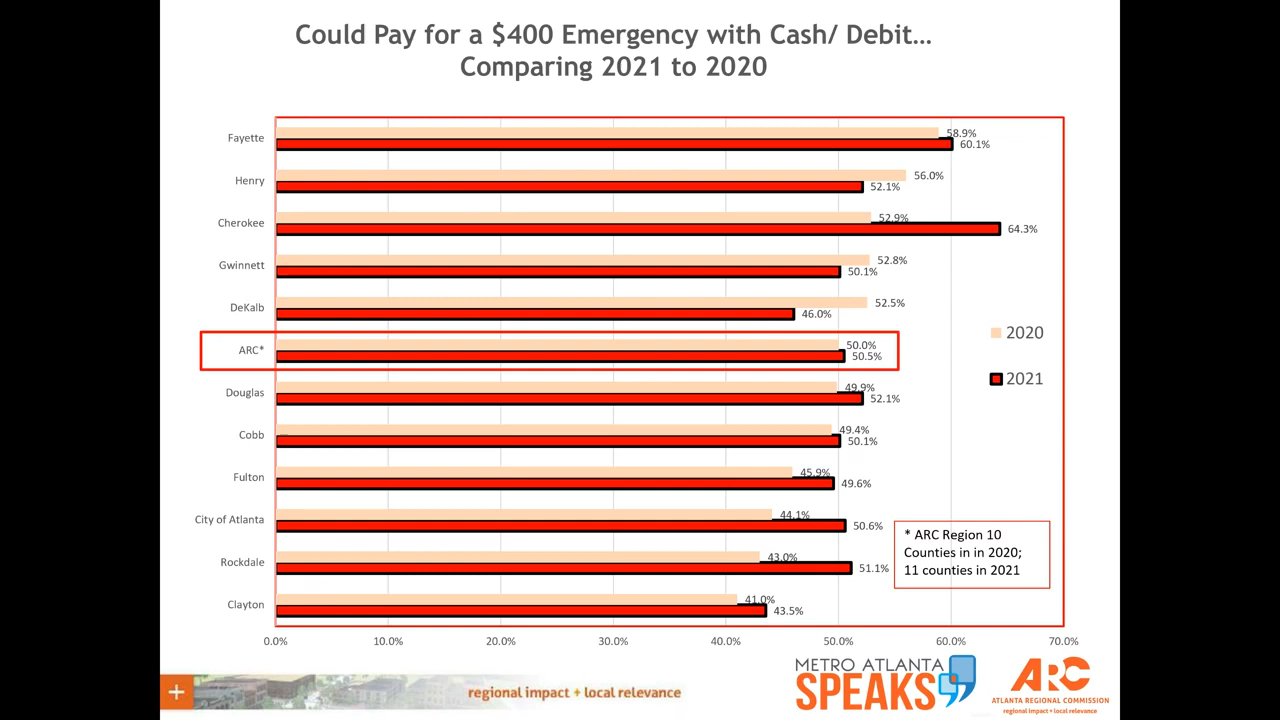 Could Pay for a $400 Emergency with Cash/ Debit…
Comparing 2021 to 2020
Fayette
58.9%
60.1%
Henry
56.0%
52.1%
Cherokee
52.9%
64.3%
Gwinnett
52.8%
50.1%
DeKalb
52.5%
46.0%
ARC*
50.0%
50.5%
Douglas
49.9%
52.1%
Cobb
49.4%
50.1%
Fulton
45.9%
49.6%
City of Atlanta
44.1%
50.6%
Rockdale
43.0%
51.1%
Clayton
41.0%
43.5%
2020
2021
* ARC Region 10
Counties in in 2020;
11 counties in 2021
0.0% 10.0% 20.0% 30.0% 40.0% 50.0% 60.0% 70.0%
+ regional impact + local relevance
METRO ATLANTA
SPEAKS
ARC
ATLANTA REGIONAL COMMISSION
regional impact + local relevance